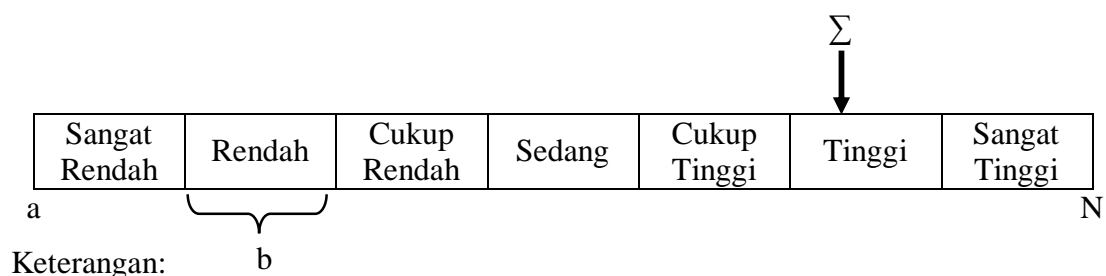 ∑
Sangat
Rendah
Rendah
Cukup
Rendah
Sedang
Cukup
Tinggi
Tinggi
Sangat
Tinggi
a
N
b
Keterangan: